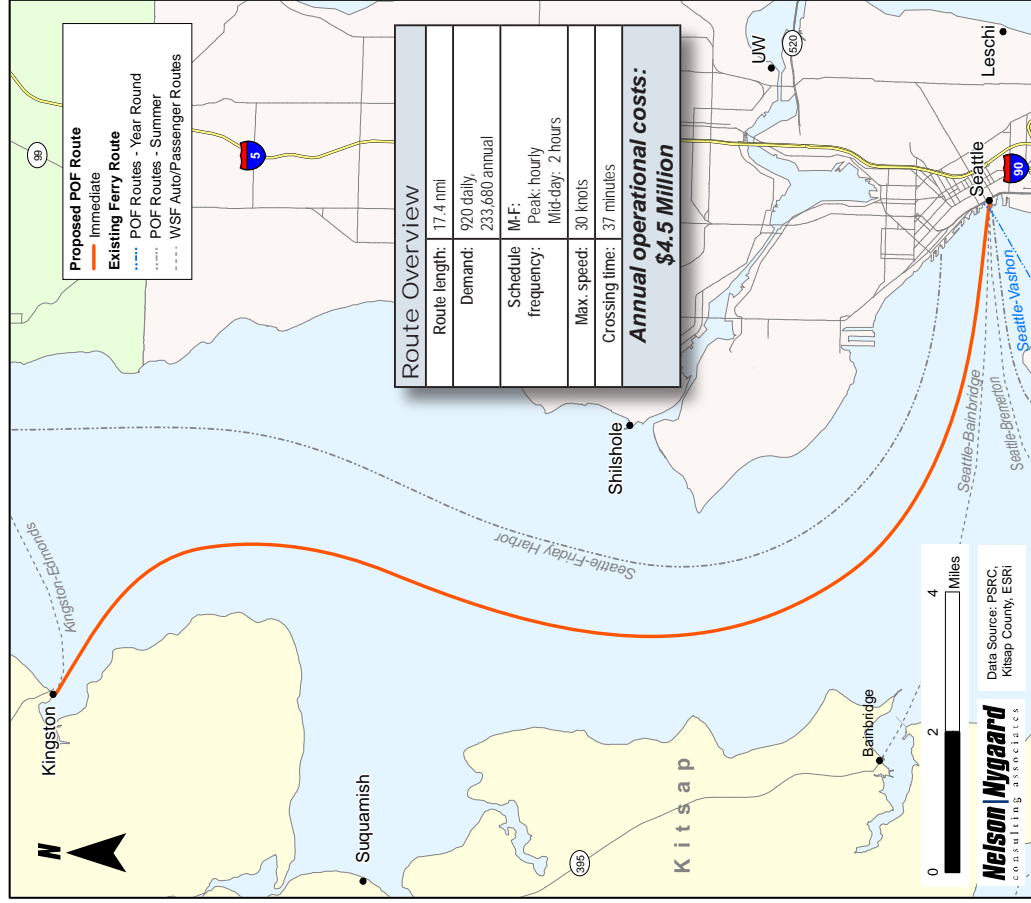 Proposed POF Route
Immediate
Existing Ferry Route
POF Routes - Year Round
POF Routes - Summer
WSF Auto/Passenger Routes
Route Overview
Route length: 17.4 nmi
Demand: 920 daily,
233,680 annual
Schedule frequency: M-F:
Peak: hourly
Mid-day: 2 hours
Max. speed: 30 knots
Crossing time: 37 minutes
Annual operational costs:
$4.5 Million
99
5
UW
520
Leschi
Seattle
90
Seattle-Vashon
Shilshole
Seattle-Bainbridge
Seattle-Bremerton
Seattle-Friday Harbor
Kingston-Edmonds
Kingston
N
Suquamish
395
Kitsap
Bainbridge
0 2 4
Miles
Data Source: PSRC,
Kitsap County, ESRi
Nelson|Nygaard
consulting associates